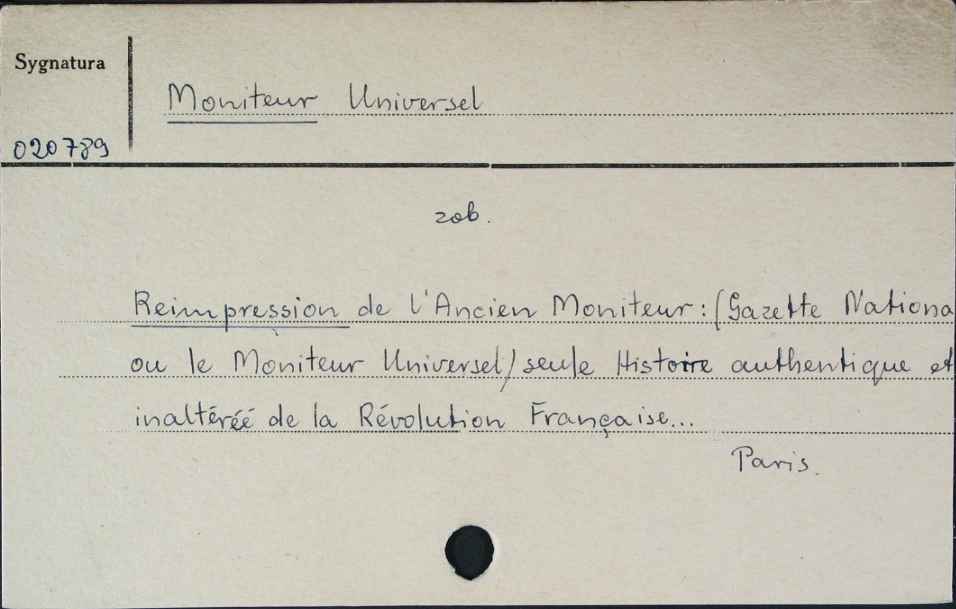 Sygnatura
Moniteur Universel
020789
zob.
Reimpression de l'Ancien Moniteur: (Gazette Nationa
ou le Moniteur Universel) seule Histoire authentique et
inaltéréé de la Révolution Française...
Paris.